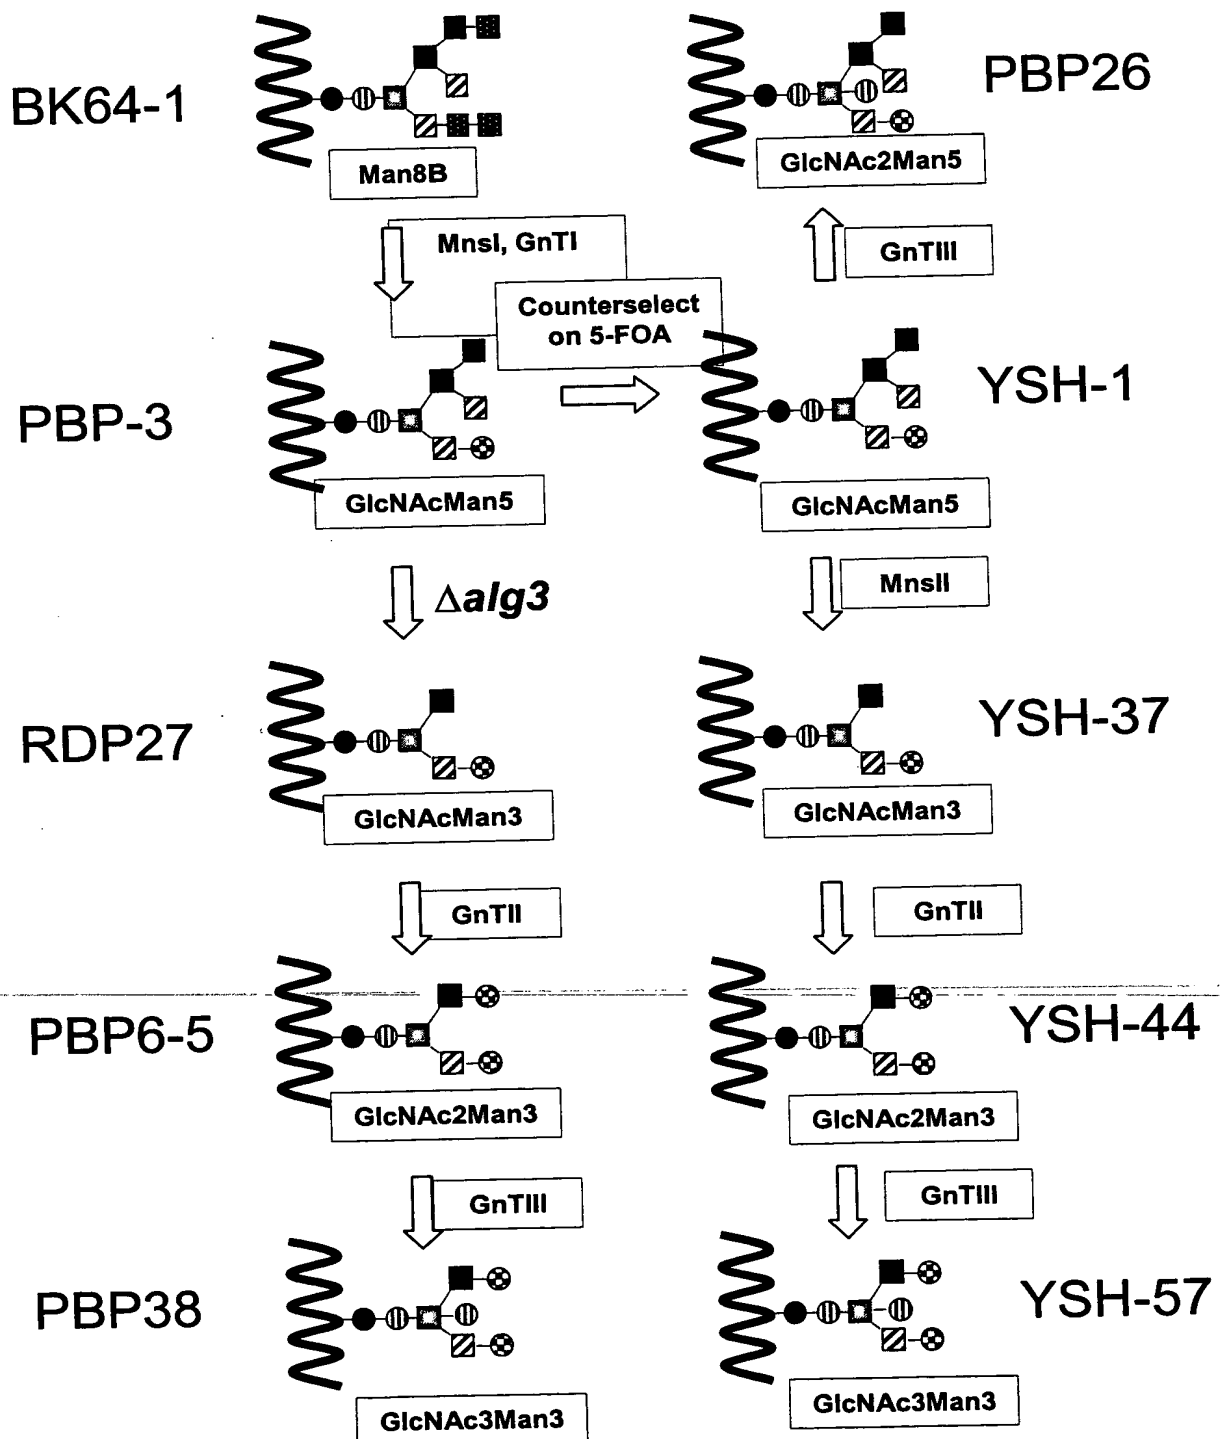 BK64-1
Man8B
PBP26
GlcNAc2Man5
MnsI, GnTI
GnTIII
Counterselect
on 5-FOA
PBP-3
GlcNAcMan5
YSH-1
GlcNAcMan5
Δalg3
MnsII
RDP27
GlcNAcMan3
YSH-37
GlcNAcMan3
GnTII
GnTII
PBP6-5
GlcNAc2Man3
YSH-44
GlcNAc2Man3
GnTIII
GnTIII
PBP38
GlcNAc3Man3
YSH-57
GlcNAc3Man3